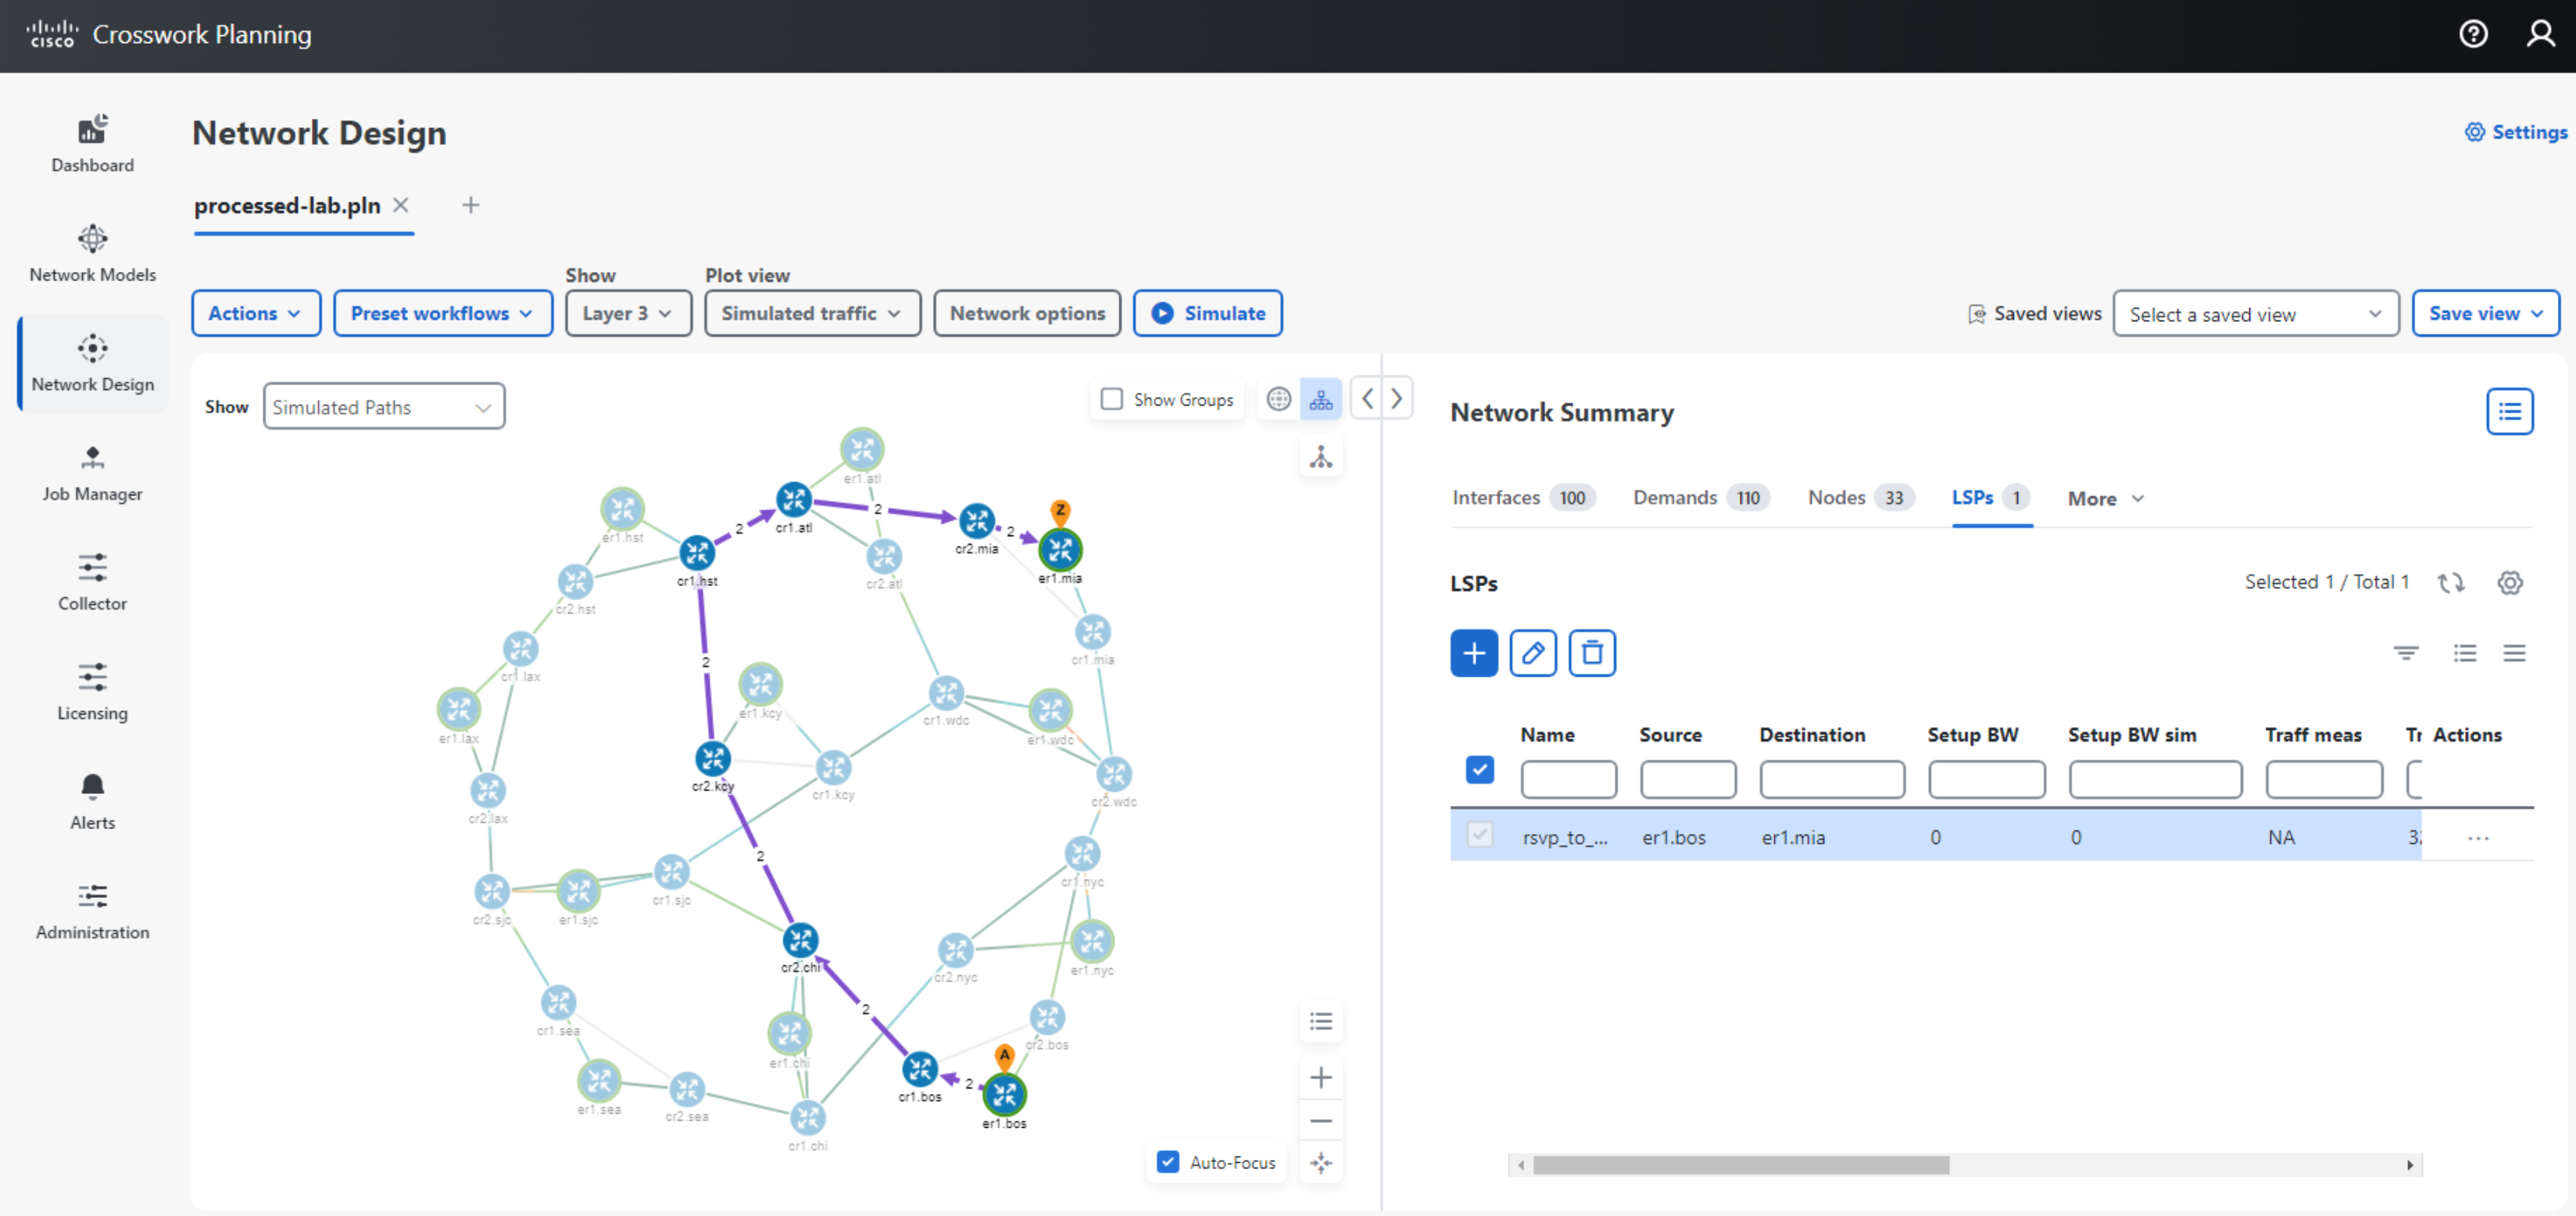 cisco Crosswork Planning
Dashboard
Network Models
Network Design
Job Manager
Collector
Licensing
Alerts
Administration
Network Design
Settings
processed-lab.pln
Show
Plot view
Actions
Preset workflows
Layer 3
Simulated traffic
Network options
Simulate
Saved views
Select a saved view
Save view
Show
Simulated Paths
Show Groups
er1.atl
er1.hst
cr1.atl
2
2
cr2.mia
2
Z
er1.mia
cr1.hst
cr2.atl
cr2.hst
cr1.lax
cr1.mia
2
er1.kcy
er1.lax
cr1.wdc
er1.wdc
cr2.kcy
cr1.kcy
cr2.wdc
cr2.lax
2
cr1.nyc
cr2.sjc
er1.sjc
cr1.sjc
cr2.chi
cr2.nyc
er1.nyc
2
cr1.sea
er1.chi
cr2.bos
A
er1.sea
cr2.sea
cr1.bos
2
er1.bos
cr1.chi
Auto-Focus
Network Summary
Interfaces 100
Demands 110
Nodes 33
LSPs 1
More
LSPs
Selected 1 / Total 1
Name Source Destination Setup BW Setup BW sim Traff meas Tr Actions
rsvp_to_... er1.bos er1.mia 0 0 NA 3 ...